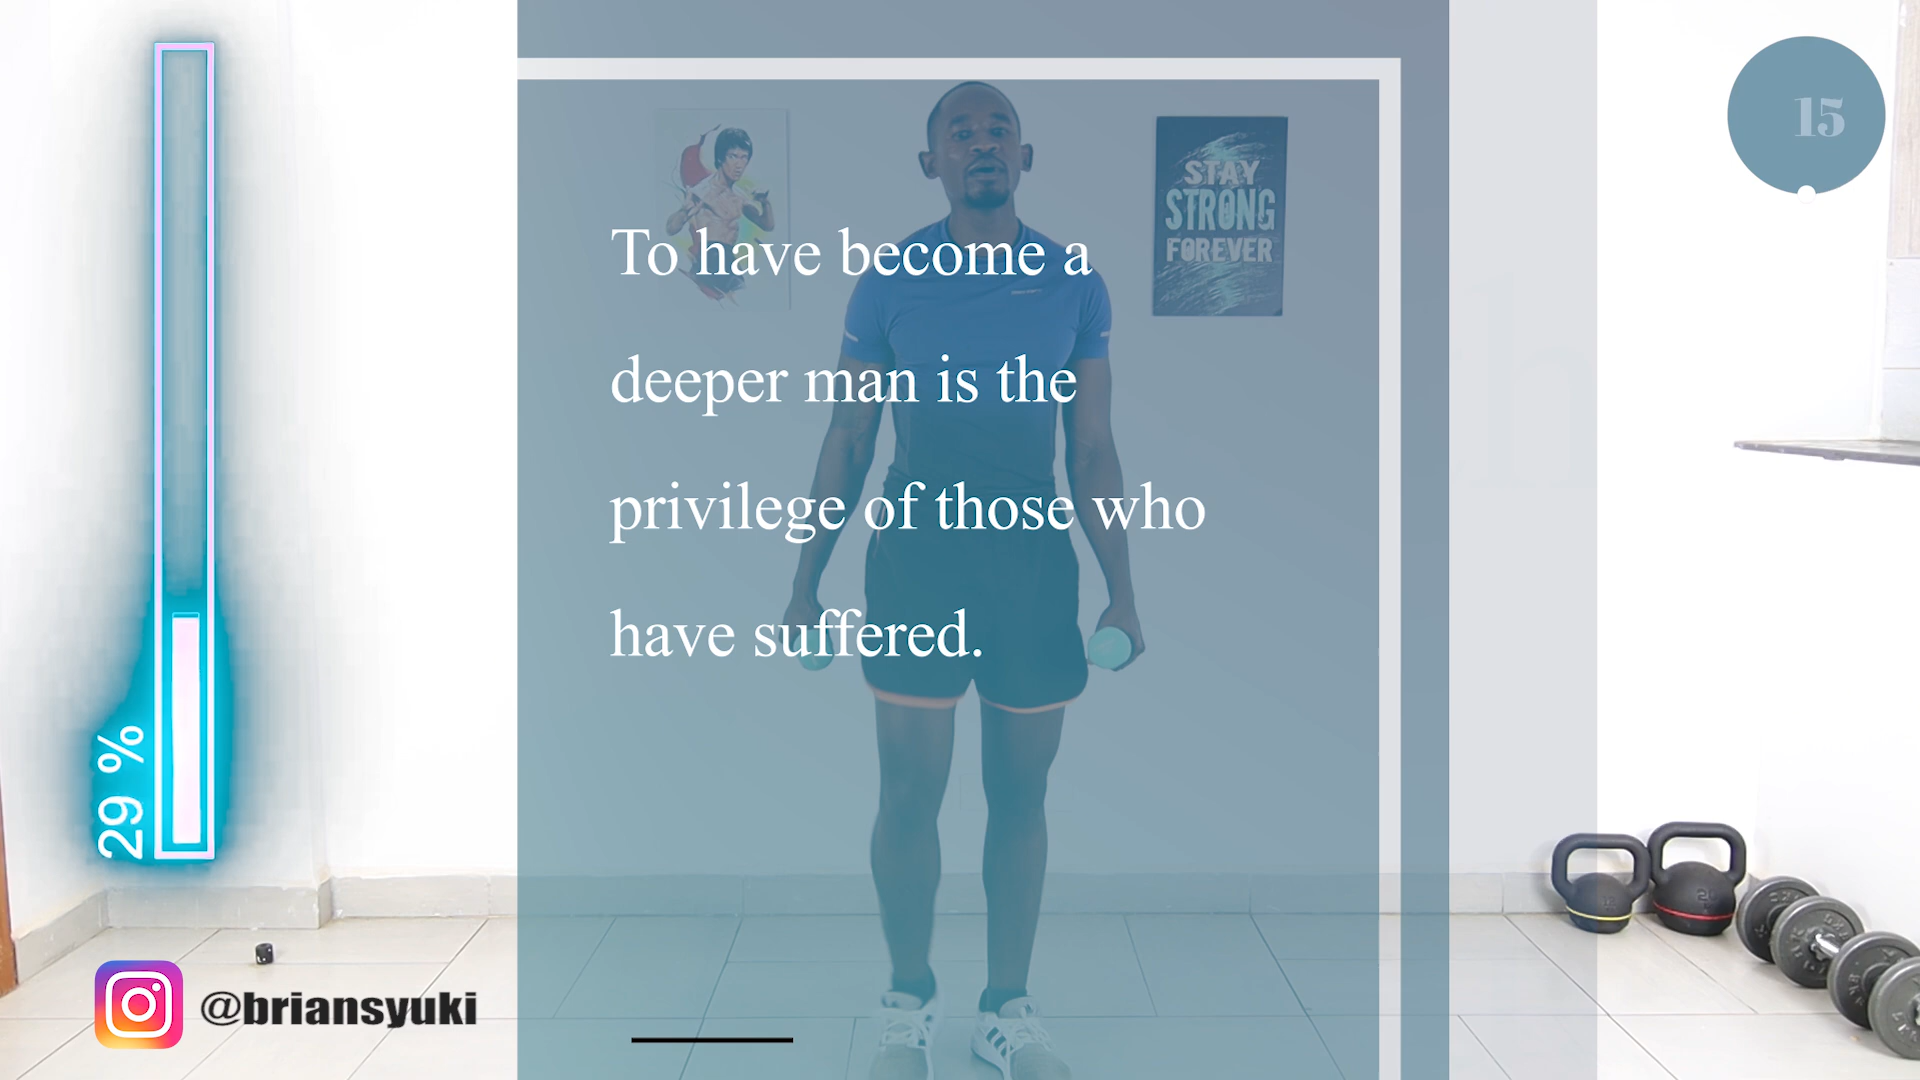 15
STAY
STRONG
FOREVER
To have become a
deeper man is the
privilege of those who
have suffered.
29 %
@briansyuki